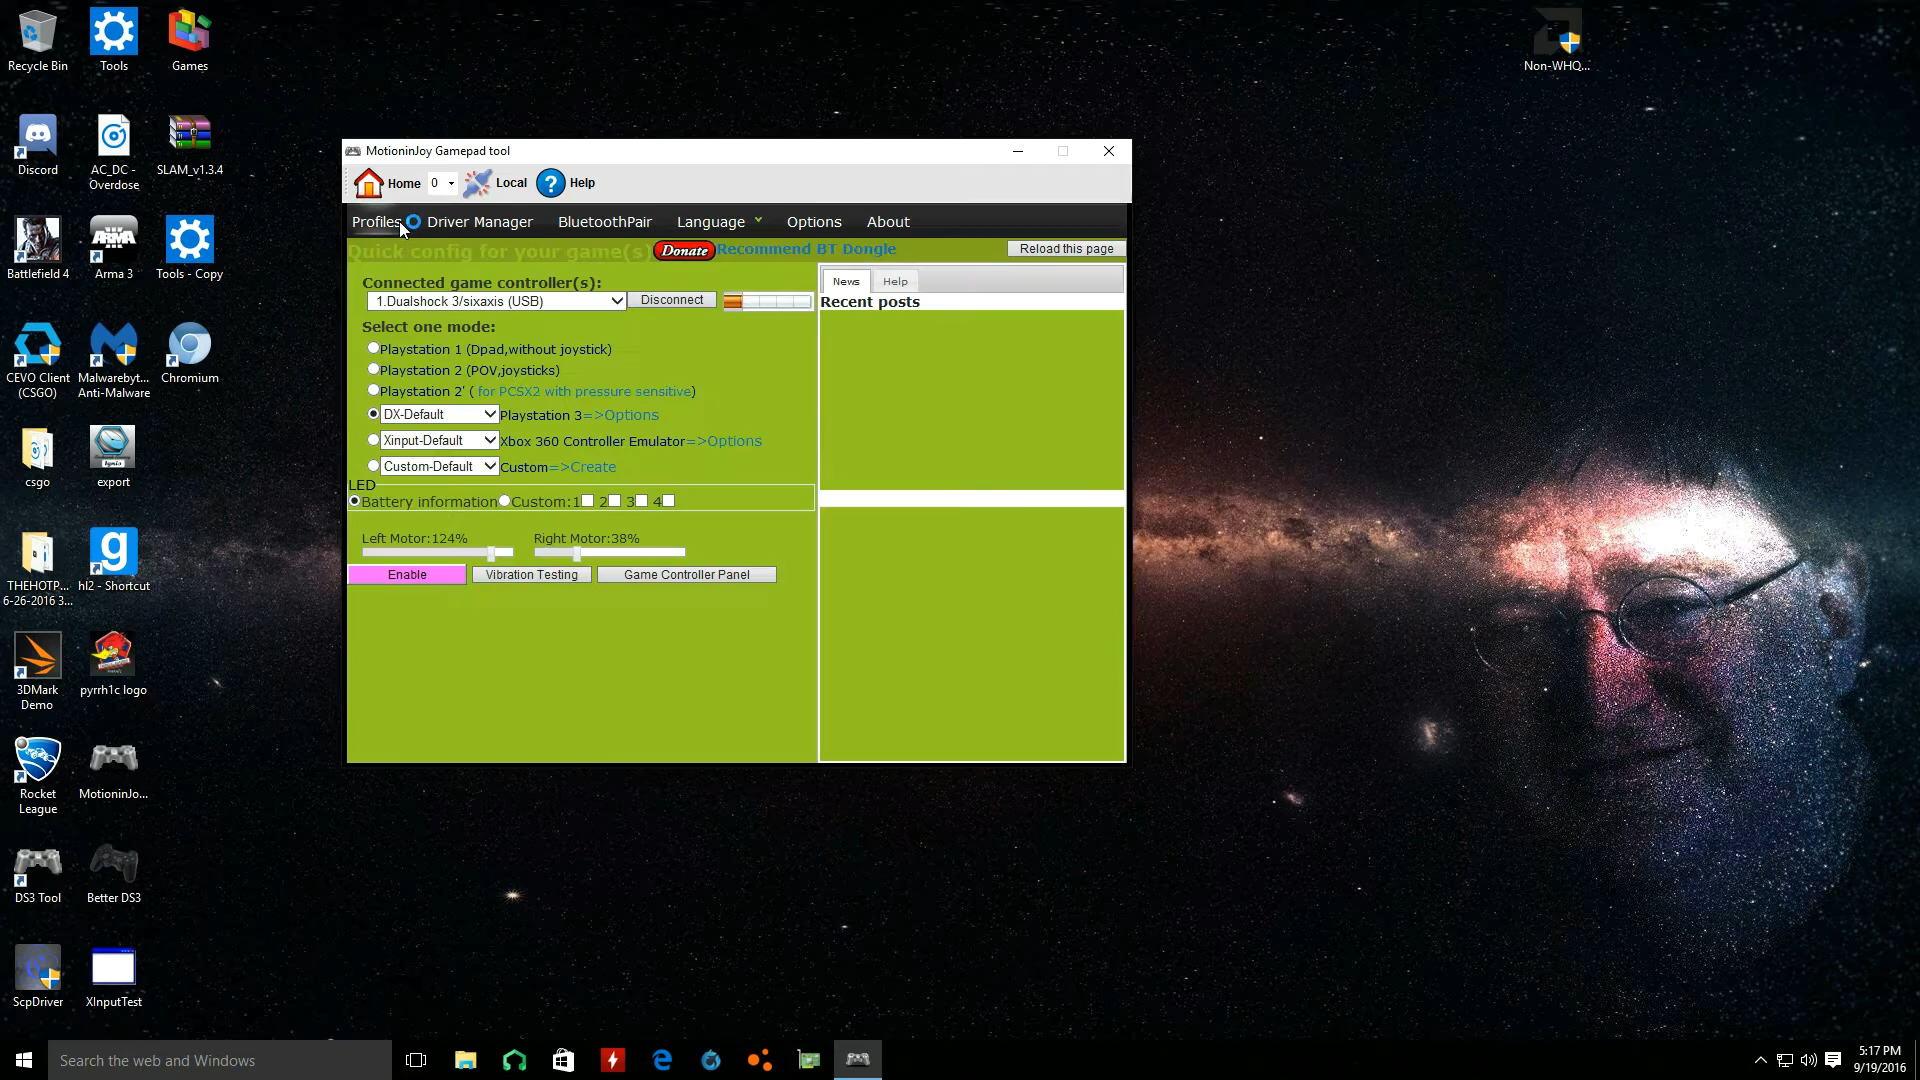 Recycle Bin
Tools
Games
Non-WHQ...
Discord
AC_DC -
Overdose
SLAM_v1.3.4
Battlefield 4
Arma 3
Tools - Copy
CEVO Client
(CSGO)
Malwarebyt...
Anti-Malware
Chromium
csgo
export
THEHOTP...
6-26-2016 3...
hl2 - Shortcut
3DMark
Demo
pyrrh1c logo
Rocket
League
MotioninJo...
DS3 Tool
Better DS3
ScpDriver
XInputTest
MotioninJoy Gamepad tool
Home 0 Local Help
Profiles Driver Manager BluetoothPair Language Options About
Quick config for your game(s) Donate Recommend BT Dongle Reload this page
Connected game controller(s):
1.Dualshock 3/sixaxis (USB) Disconnect
Select one mode:
Playstation 1 (Dpad,without joystick)
Playstation 2 (POV,joysticks)
Playstation 2' ( for PCSX2 with pressure sensitive)
DX-Default Playstation 3=>Options
Xinput-Default Xbox 360 Controller Emulator=>Options
Custom-Default Custom=>Create
LED
Battery information Custom:1 2 3 4
Left Motor:124% Right Motor:38%
Enable Vibration Testing Game Controller Panel
News Help
Recent posts
Search the web and Windows
5:17 PM
9/19/2016